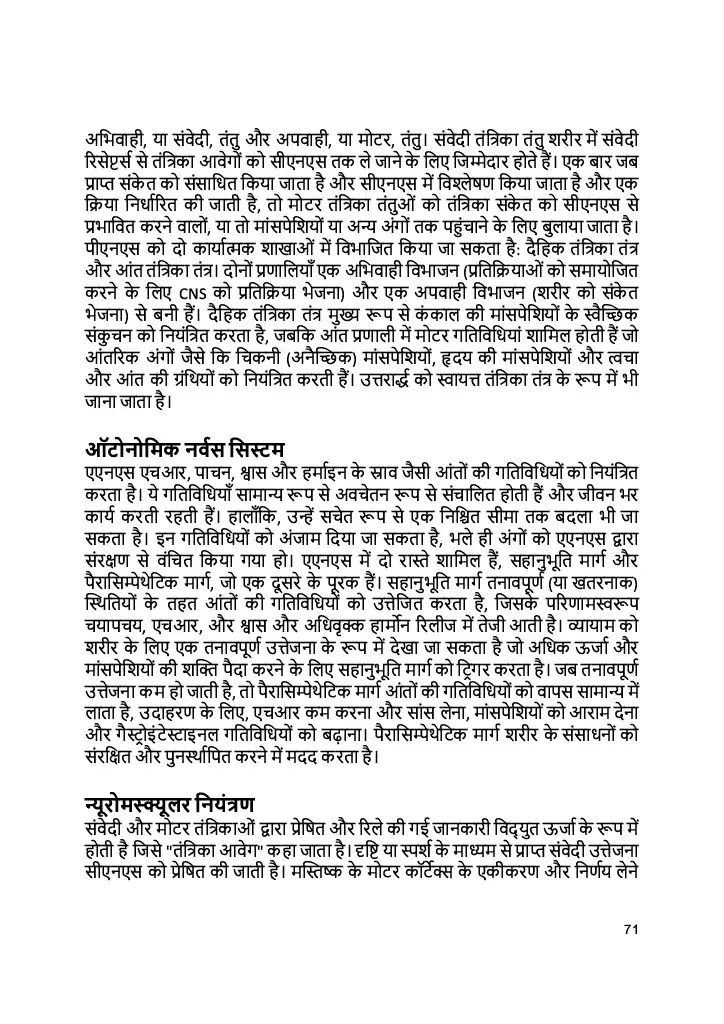 अभिवाही, या संवेदी, तंतु और अपवाही, या मोटर, तंतु। संवेदी तंत्रिका तंतु शरीर में संवेदी
रिसेप्टर्स से तंत्रिका आवेगों को सीएनएस तक ले जाने के लिए जिम्मेदार होते हैं। एक बार जब
प्राप्त संकेत को संसाधित किया जाता है और सीएनएस में विश्लेषण किया जाता है और एक
क्रिया निर्धारित की जाती है, तो मोटर तंत्रिका तंतुओं को तंत्रिका संकेत को सीएनएस से
प्रभावित करने वालों, या तो मांसपेशियों या अन्य अंगों तक पहुंचाने के लिए बुलाया जाता है।
पीएनएस को दो कार्यात्मक शाखाओं में विभाजित किया जा सकता है: दैहिक तंत्रिका तंत्र
और आंत तंत्रिका तंत्र। दोनों प्रणालियाँ एक अभिवाही विभाजन (प्रतिक्रियाओं को समायोजित
करने के लिए CNS को प्रतिक्रिया भेजना) और एक अपवाही विभाजन (शरीर को संकेत
भेजना) से बनी हैं। दैहिक तंत्रिका तंत्र मुख्य रूप से कंकाल की मांसपेशियों के स्वैच्छिक
संकुचन को नियंत्रित करता है, जबकि आंत प्रणाली में मोटर गतिविधियां शामिल होती हैं जो
आंतरिक अंगों जैसे कि चिकनी (अनैच्छिक) मांसपेशियों, हृदय की मांसपेशियों और त्वचा
और आंत की ग्रंथियों को नियंत्रित करती हैं। उत्तरार्द्ध को स्वायत्त तंत्रिका तंत्र के रूप में भी
जाना जाता है।
ऑटोनोमिक नर्वस सिस्टम
एएनएस एचआर, पाचन, श्वास और हर्माइन के स्राव जैसी आंतों की गतिविधियों को नियंत्रित
करता है। ये गतिविधियाँ सामान्य रूप से अवचेतन रूप से संचालित होती हैं और जीवन भर
कार्य करती रहती हैं। हालाँकि, उन्हें सचेत रूप से एक निश्चित सीमा तक बदला भी जा
सकता है। इन गतिविधियों को अंजाम दिया जा सकता है, भले ही अंगों को एएनएस द्वारा
संरक्षण से वंचित किया गया हो। एएनएस में दो रास्ते शामिल हैं, सहानुभूति मार्ग और
पैरासिम्पेथेटिक मार्ग, जो एक दूसरे के पूरक हैं। सहानुभूति मार्ग तनावपूर्ण (या खतरनाक)
स्थितियों के तहत आंतों की गतिविधियों को उत्तेजित करता है, जिसके परिणामस्वरूप
चयापचय, एचआर, और श्वास और अधिवृक्क हार्मोन रिलीज में तेजी आती है। व्यायाम को
शरीर के लिए एक तनावपूर्ण उत्तेजना के रूप में देखा जा सकता है जो अधिक ऊर्जा और
मांसपेशियों की शक्ति पैदा करने के लिए सहानुभूति मार्ग को ट्रिगर करता है। जब तनावपूर्ण
उत्तेजना कम हो जाती है, तो पैरासिम्पेथेटिक मार्ग आंतों की गतिविधियों को वापस सामान्य में
लाता है, उदाहरण के लिए, एचआर कम करना और सांस लेना, मांसपेशियों को आराम देना
और गैस्ट्रोइंटेस्टाइनल गतिविधियों को बढ़ाना। पैरासिम्पेथेटिक मार्ग शरीर के संसाधनों को
संरक्षित और पुनर्स्थापित करने में मदद करता है।
न्यूरोमस्क्यूलर नियंत्रण
संवेदी और मोटर तंत्रिकाओं द्वारा प्रेषित और रिले की गई जानकारी विद्युत ऊर्जा के रूप में
होती है जिसे "तंत्रिका आवेग" कहा जाता है। दृष्टि या स्पर्श के माध्यम से प्राप्त संवेदी उत्तेजना
सीएनएस को प्रेषित की जाती है। मस्तिष्क के मोटर कॉर्टेक्स के एकीकरण और निर्णय लेने
71